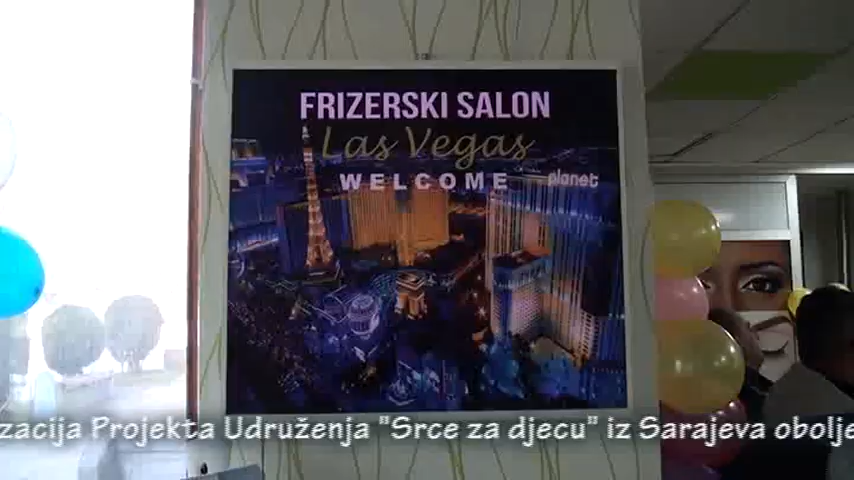 FRIZERSKI SALON
Las Vegas
WELCOME
planet
zacija Projekta Udruženja "Srce za djecu" iz Sarajeva obolje